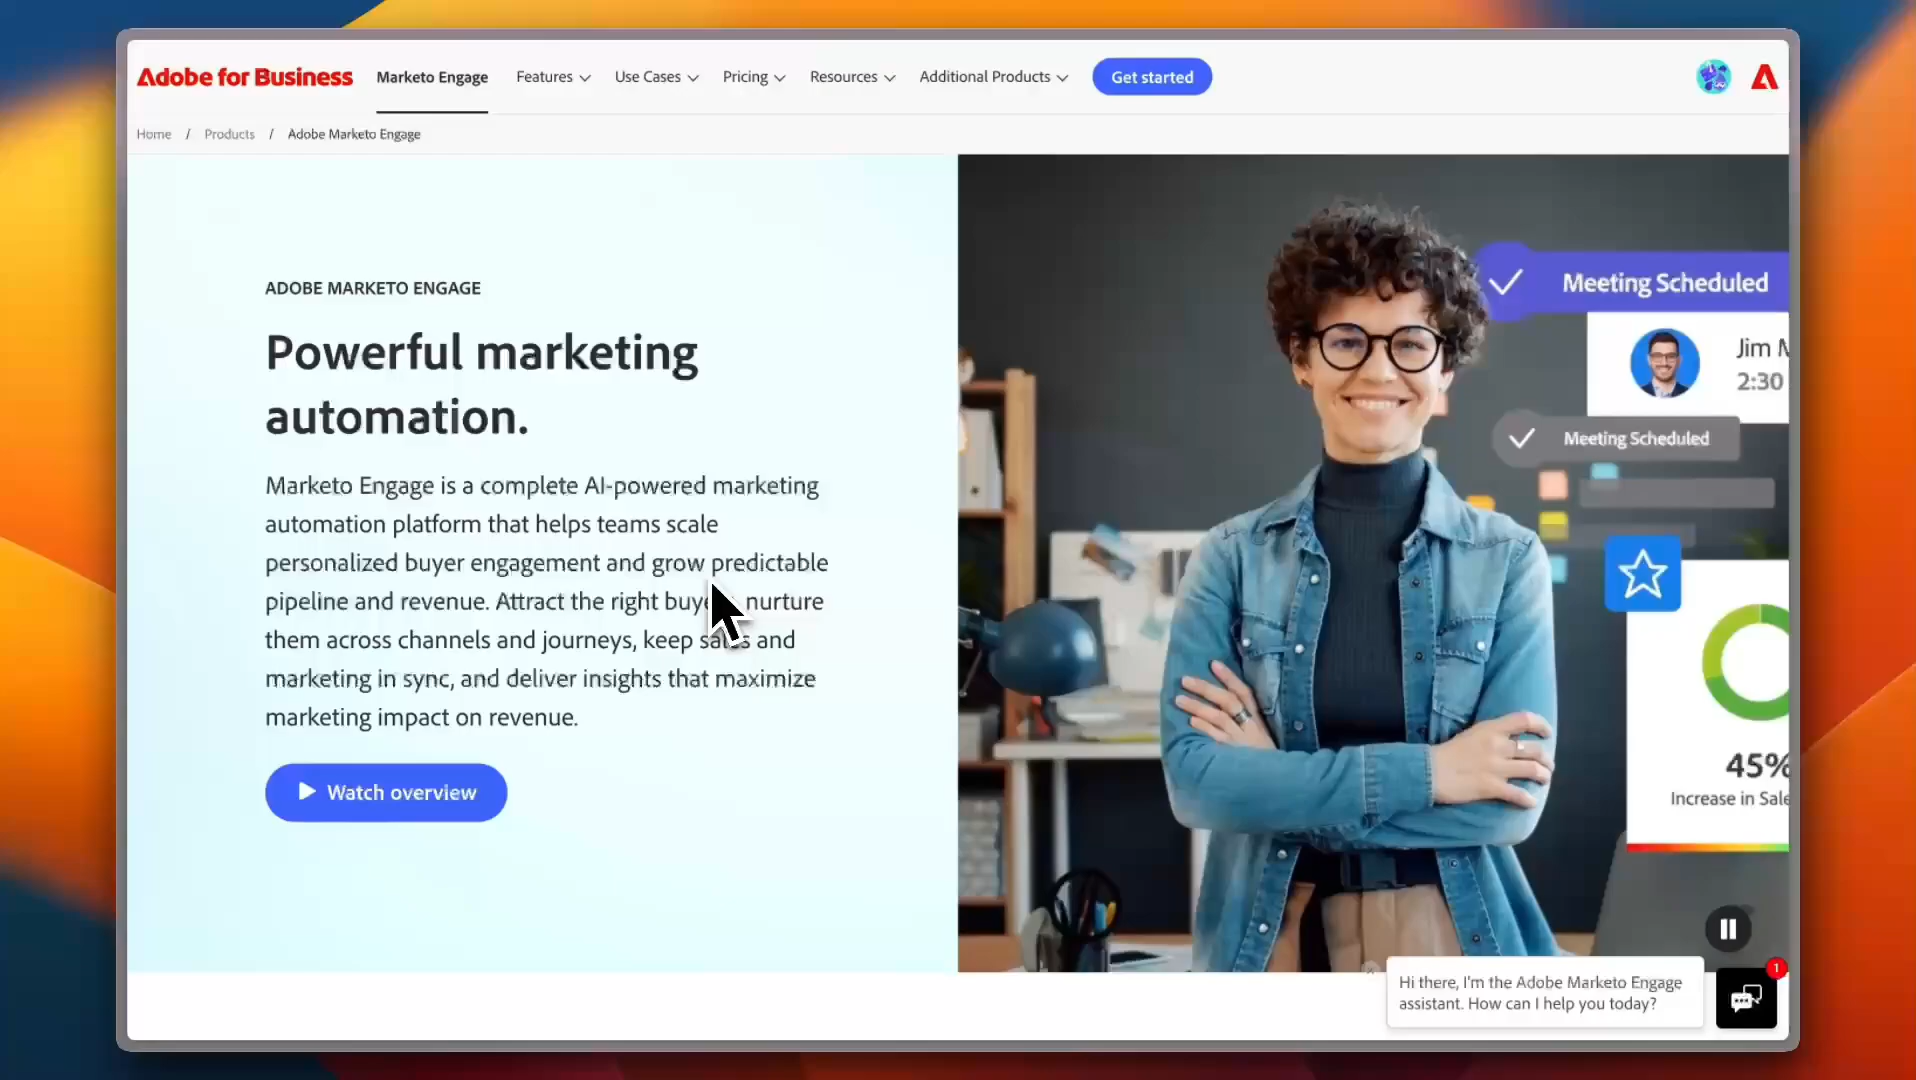 Adobe for Business
Marketo Engage
Features
Use Cases
Pricing
Resources
Additional Products
Get started
Home / Products / Adobe Marketo Engage
ADOBE MARKETO ENGAGE
Powerful marketing
automation.
Marketo Engage is a complete AI-powered marketing
automation platform that helps teams scale
personalized buyer engagement and grow predictable
pipeline and revenue. Attract the right nurture
them across channels and journeys, keep sales and
marketing in sync, and deliver insights that maximize
marketing impact on revenue.
Watch overview
Meeting Scheduled
Jim
2:30
Meeting Scheduled
45%
Increase in
Hi there, I'm the Adobe Marketo Engage
assistant. How can I help you today?
1